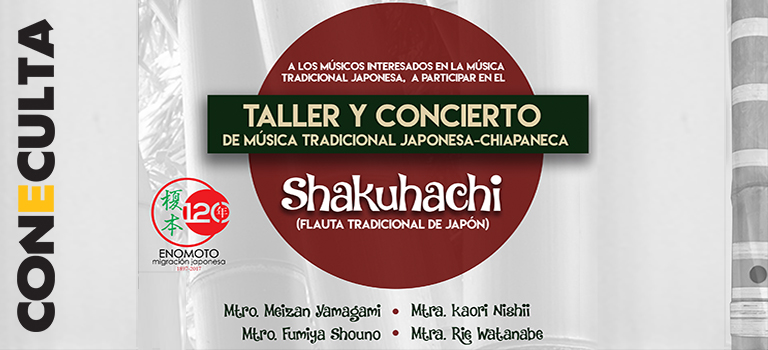 CONECULTA
A LOS MÚSICOS INTERESADOS EN LA MÚSICA
TRADICIONAL JAPONESA, A PARTICIPAR EN EL
TALLER Y CONCIERTO
DE MÚSICA TRADICIONAL JAPONESA-CHIAPANECA
Shakuhachi
(FLAUTA TRADICIONAL DE JAPÓN)
榎本
120年
ENOMOTO
migración japonesa
1897-2017
Mtro. Meizan Yamagami • Mtra. Kaori Nishii
Mtro. Fumiya Shouno • Mtra. Rie Watanabe